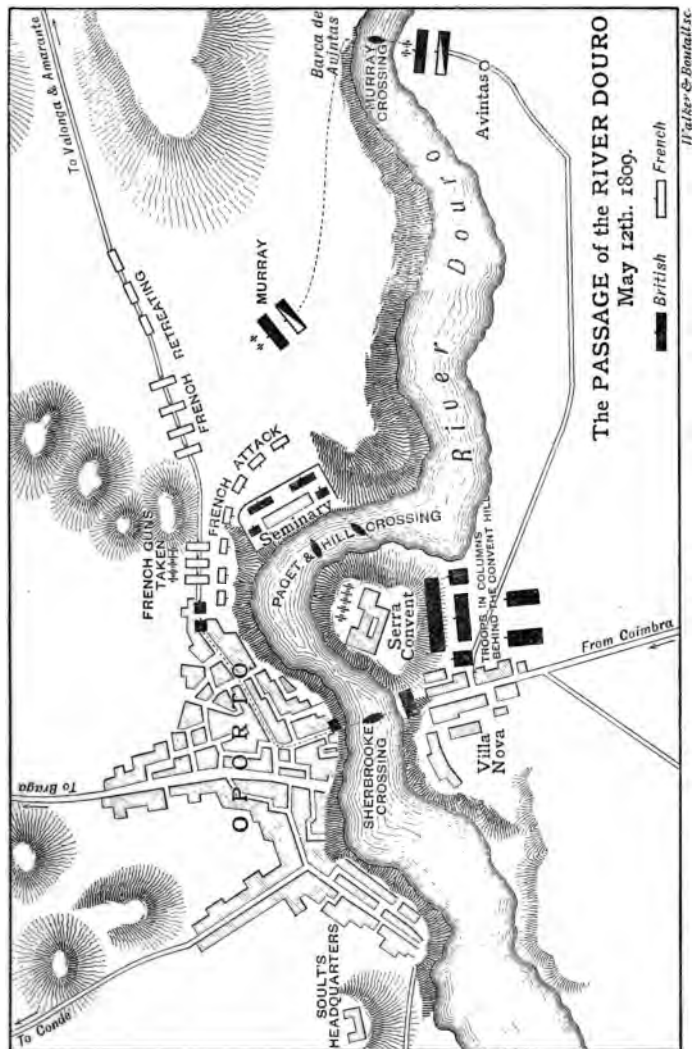 The PASSAGE of the RIVER DOURO
May 12th. 1809.
British
French
To Conde
To Braga
To Valonga & Amarante
OPORTO
SOULT'S
HEADQUARTERS
FRENCH GUNS
TAKEN
FRENCH RETREATING
FRENCH ATTACK
Seminary
MURRAY
Barca de
Avintas
MURRAY
CROSSING
PAGET & HILL CROSSING
SHERBROOKE
CROSSING
River Douro
Serra
Convent
TROOPS IN COLUMNS
BEHIND THE CONVENT HILL
Villa
Nova
From Coimbra
Avintas
Walker & Boutall sc.